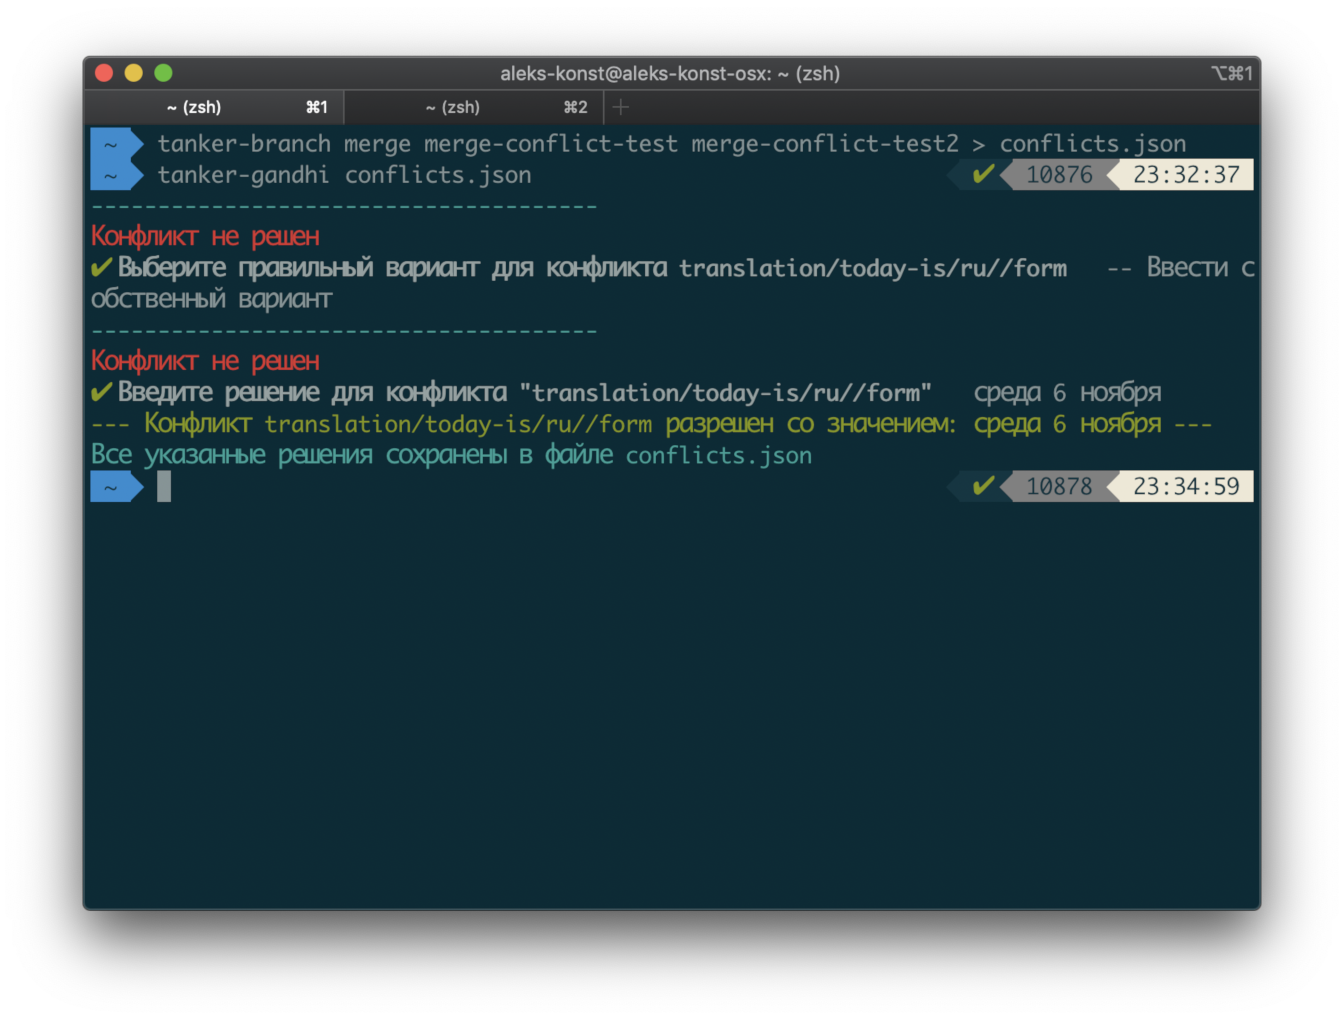 aleks-konst@aleks-konst-osx: ~ (zsh) ⌥⌘1
~ (zsh) ⌘1 ~ (zsh) ⌘2 +
~ tanker-branch merge merge-conflict-test merge-conflict-test2 > conflicts.json
~ tanker-gandhi conflicts.json ✔ 10876 23:32:37
--------------------------------------
Конфликт не решен
✔ Выберите правильный вариант для конфликта translation/today-is/ru//form -- Ввести с
обственный вариант
--------------------------------------
Конфликт не решен
✔ Введите решение для конфликта "translation/today-is/ru//form" среда 6 ноября
--- Конфликт translation/today-is/ru//form разрешен со значением: среда 6 ноября ---
Все указанные решения сохранены в файле conflicts.json
~ ✔ 10878 23:34:59